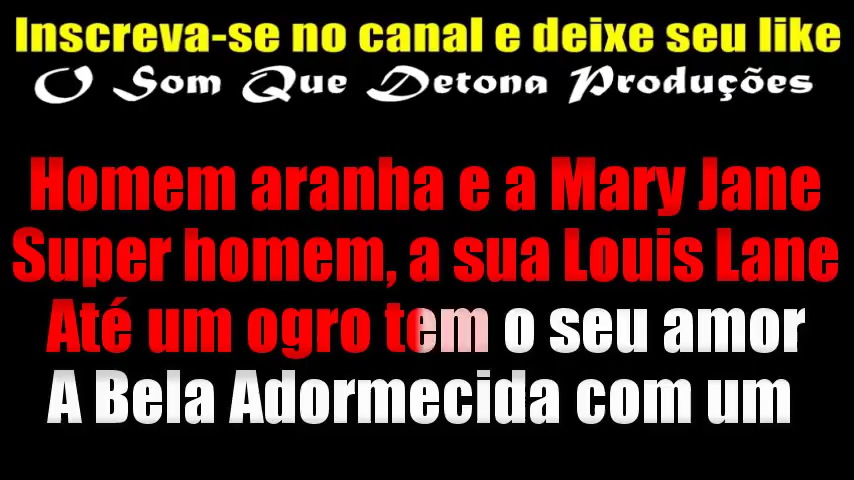 Inscreva-se no canal e deixe seu like
O Som Que Detona Produções
Homem aranha e a Mary Jane
Super homem, a sua Louis Lane
Até um ogro tem o seu amor
A Bela Adormecida com um